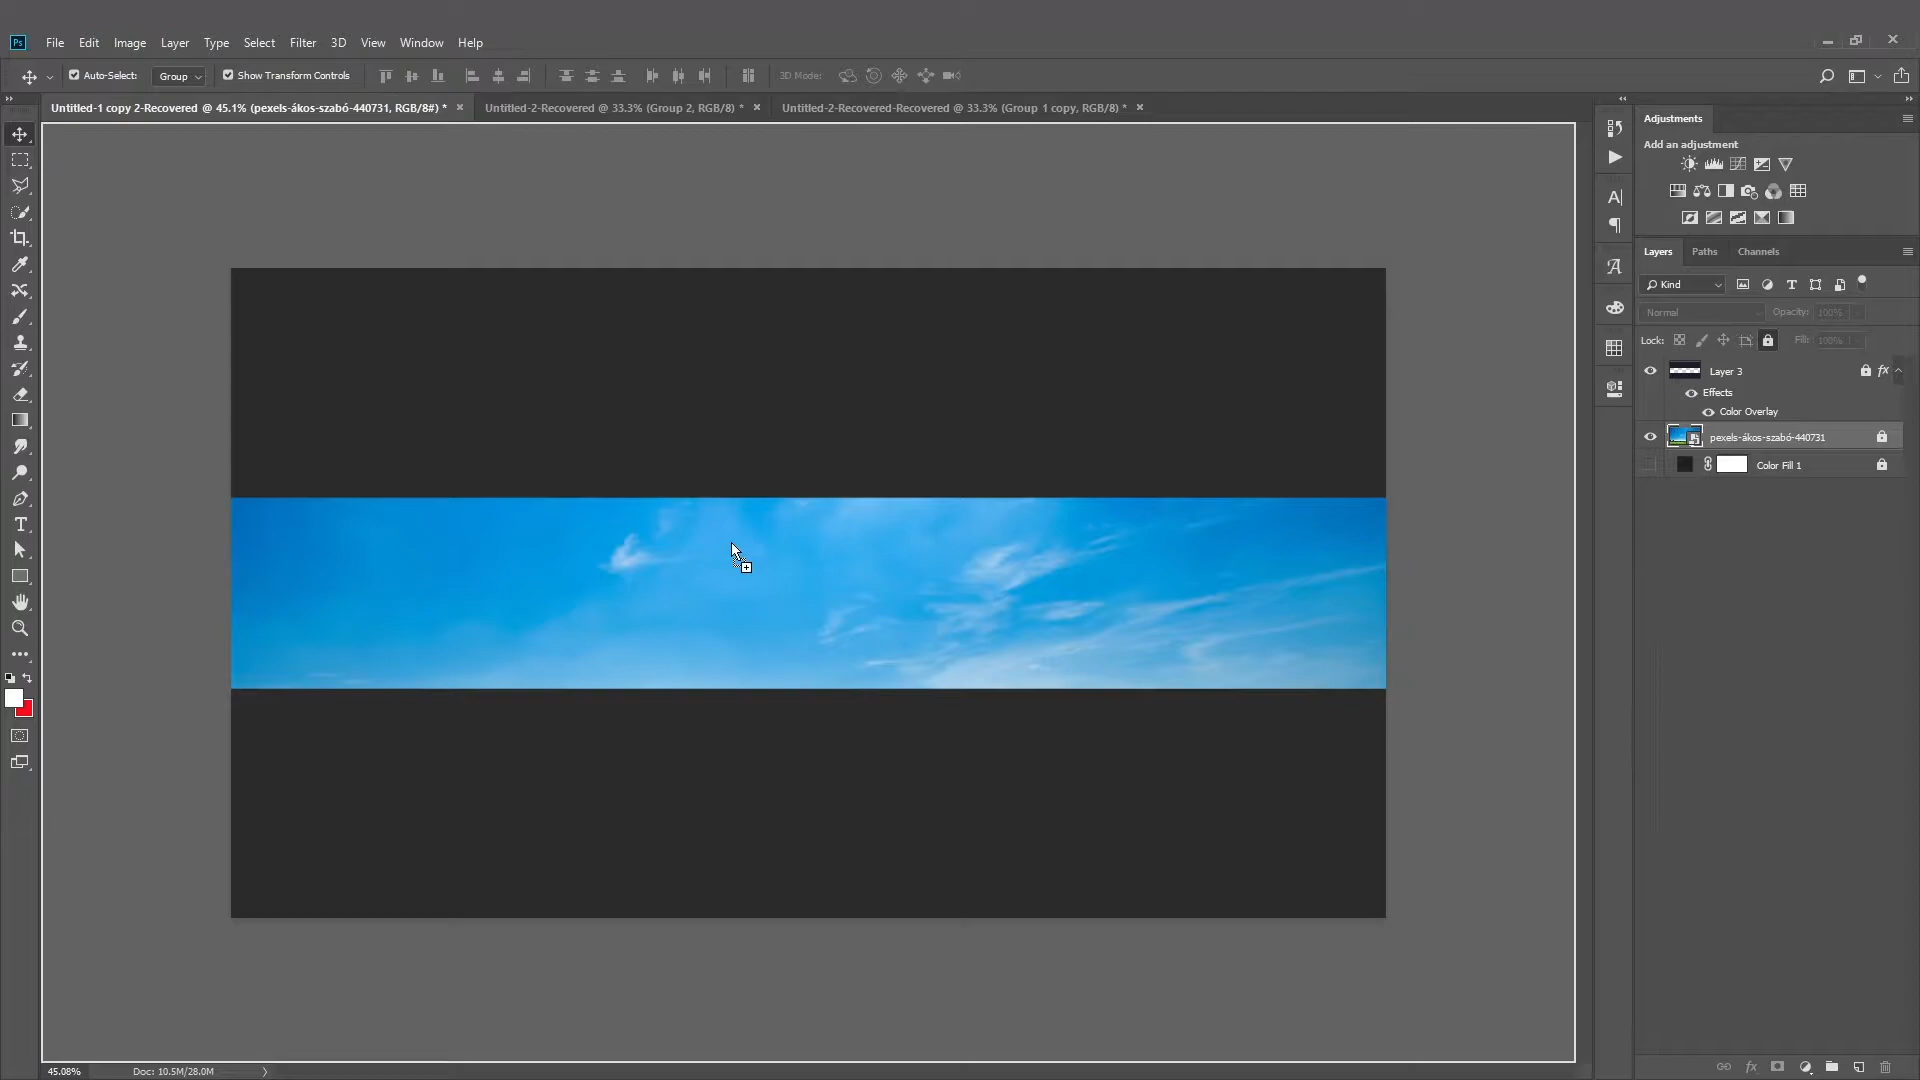 Ps File Edit Image Layer Type Select Filter 3D View Window Help
Auto-Select: Group Show Transform Controls 3D Mode:
Untitled-1 copy 2-Recovered @ 45.1% (pexels-ákos-szabó-440731, RGB/8#) * Untitled-2-Recovered @ 33.3% (Group 2, RGB/8) * Untitled-2-Recovered-Recovered @ 33.3% (Group 1 copy, RGB/8) *
Adjustments
Add an adjustment
Layers Paths Channels
Kind
Normal Opacity: 100%
Lock: Fill: 100%
Layer 3 fx
Effects
Color Overlay
pexels-ákos-szabó-440731
Color Fill 1
45.08% Doc: 10.5M/28.0M